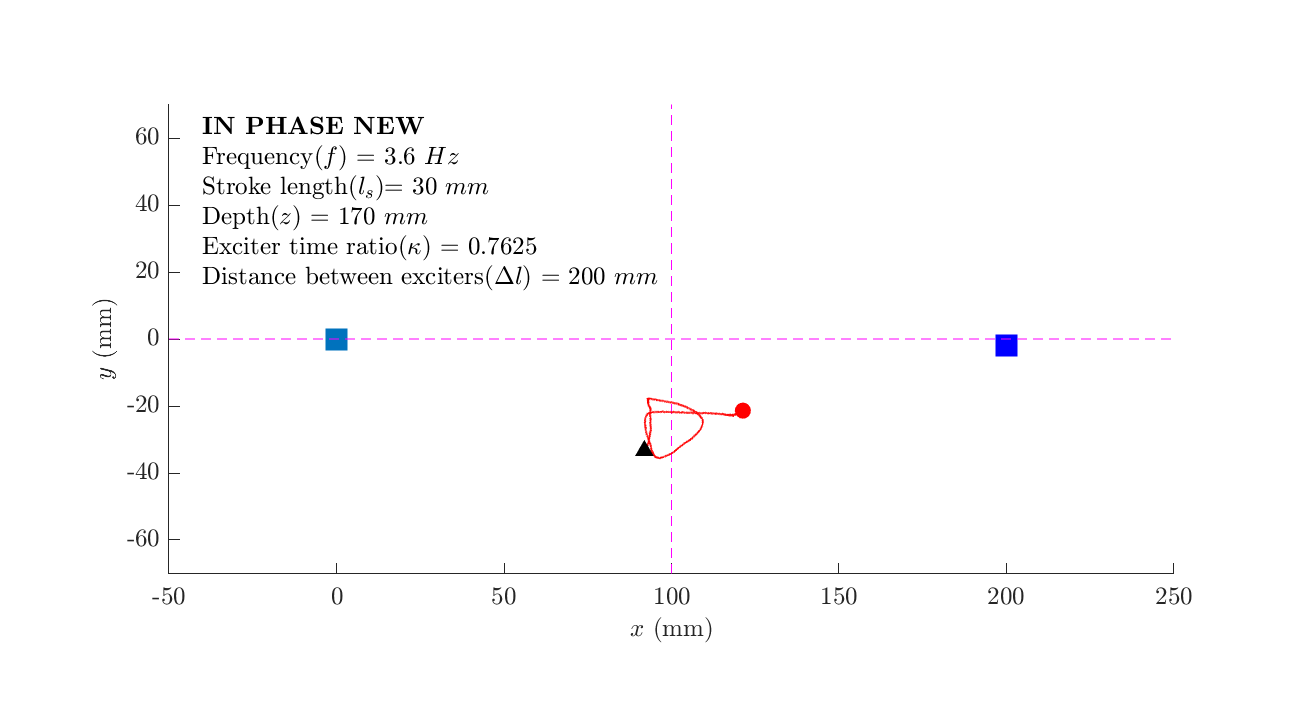 IN PHASE NEW
Frequency(f) = 3.6 Hz
Stroke length(lₛ)= 30 mm
Depth(z) = 170 mm
Exciter time ratio(κ) = 0.7625
Distance between exciters(Δl) = 200 mm
60
40
20
0
-20
-40
-60
y (mm)
-50 0 50 100 150 200 250
x (mm)